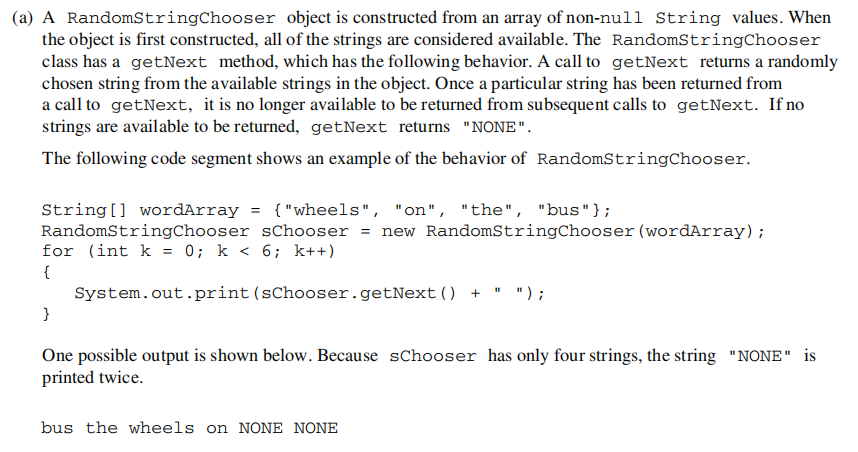 (a) A RandomStringChooser object is constructed from an array of non-null String values. When
the object is first constructed, all of the strings are considered available. The RandomStringChooser
class has a getNext method, which has the following behavior. A call to getNext returns a randomly
chosen string from the available strings in the object. Once a particular string has been returned from
a call to getNext, it is no longer available to be returned from subsequent calls to getNext. If no
strings are available to be returned, getNext returns "NONE".
The following code segment shows an example of the behavior of RandomStringChooser.
String[] wordArray = {"wheels", "on", "the", "bus"};
RandomStringChooser sChooser = new RandomStringChooser(wordArray);
for (int k = 0; k < 6; k++)
{
System.out.print(sChooser.getNext() + " ");
}
One possible output is shown below. Because sChooser has only four strings, the string "NONE" is
printed twice.
bus the wheels on NONE NONE